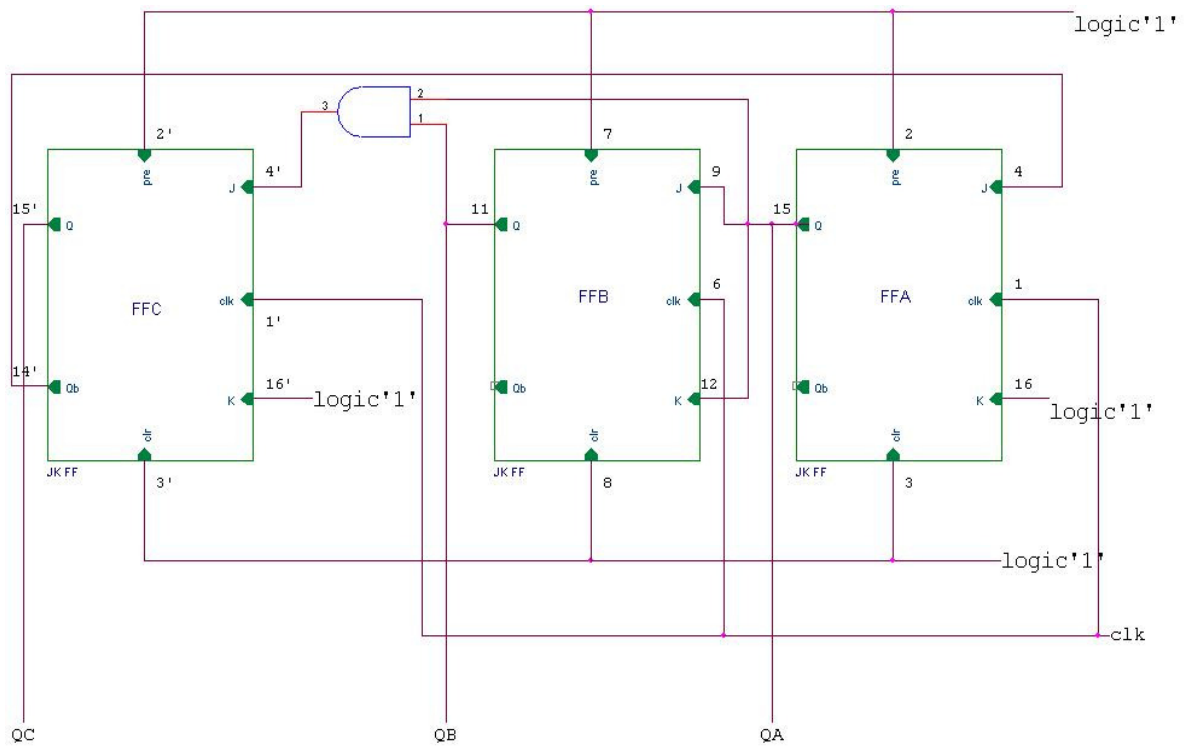 logic'1'
3
2
1
2'
7
2
pre
pre
pre
4'
9
4
J
J
J
15'
11
15
Q
Q
Q
clk
clk
clk
6
1
FFC
FFB
FFA
1'
14'
Qb
Qb
Qb
16'
12
16
K
K
K
logic'1'
logic'1'
clr
clr
clr
JK FF
JK FF
JK FF
3'
8
3
logic'1'
clk
QC
QB
QA